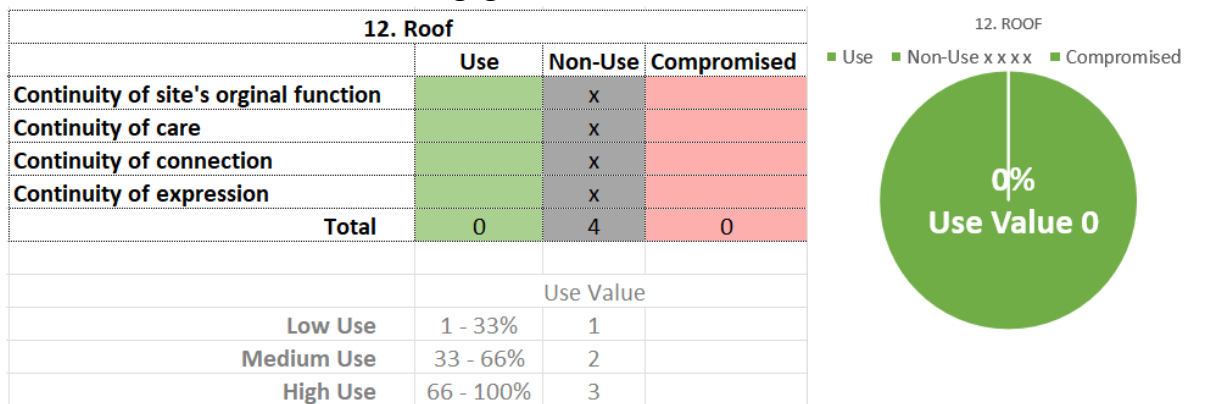 12. Roof
Use Non-Use Compromised
Continuity of site's orginal function x
Continuity of care x
Continuity of connection x
Continuity of expression x
Total 0 4 0
Use Value
Low Use 1 - 33% 1
Medium Use 33 - 66% 2
High Use 66 - 100% 3
12. ROOF
Use Non-Use x x x x Compromised
0%
Use Value 0